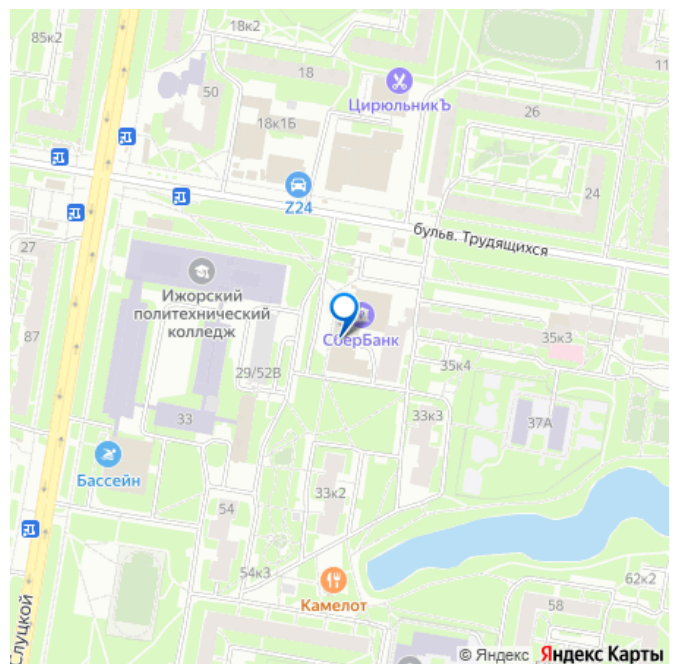 85к2
18к2
18
11
50
ЦирюльникЪ
26
18к1Б
24
Z24
бульв. Трудящихся
27
Ижорский
политехнический
колледж
87
СберБанк
35к3
29/52В
35к4
33
33к3
37А
Бассейн
33к2
54
54к3
62к2
Камелот
58
Слуцкой
© Яндекс Яндекс Карты